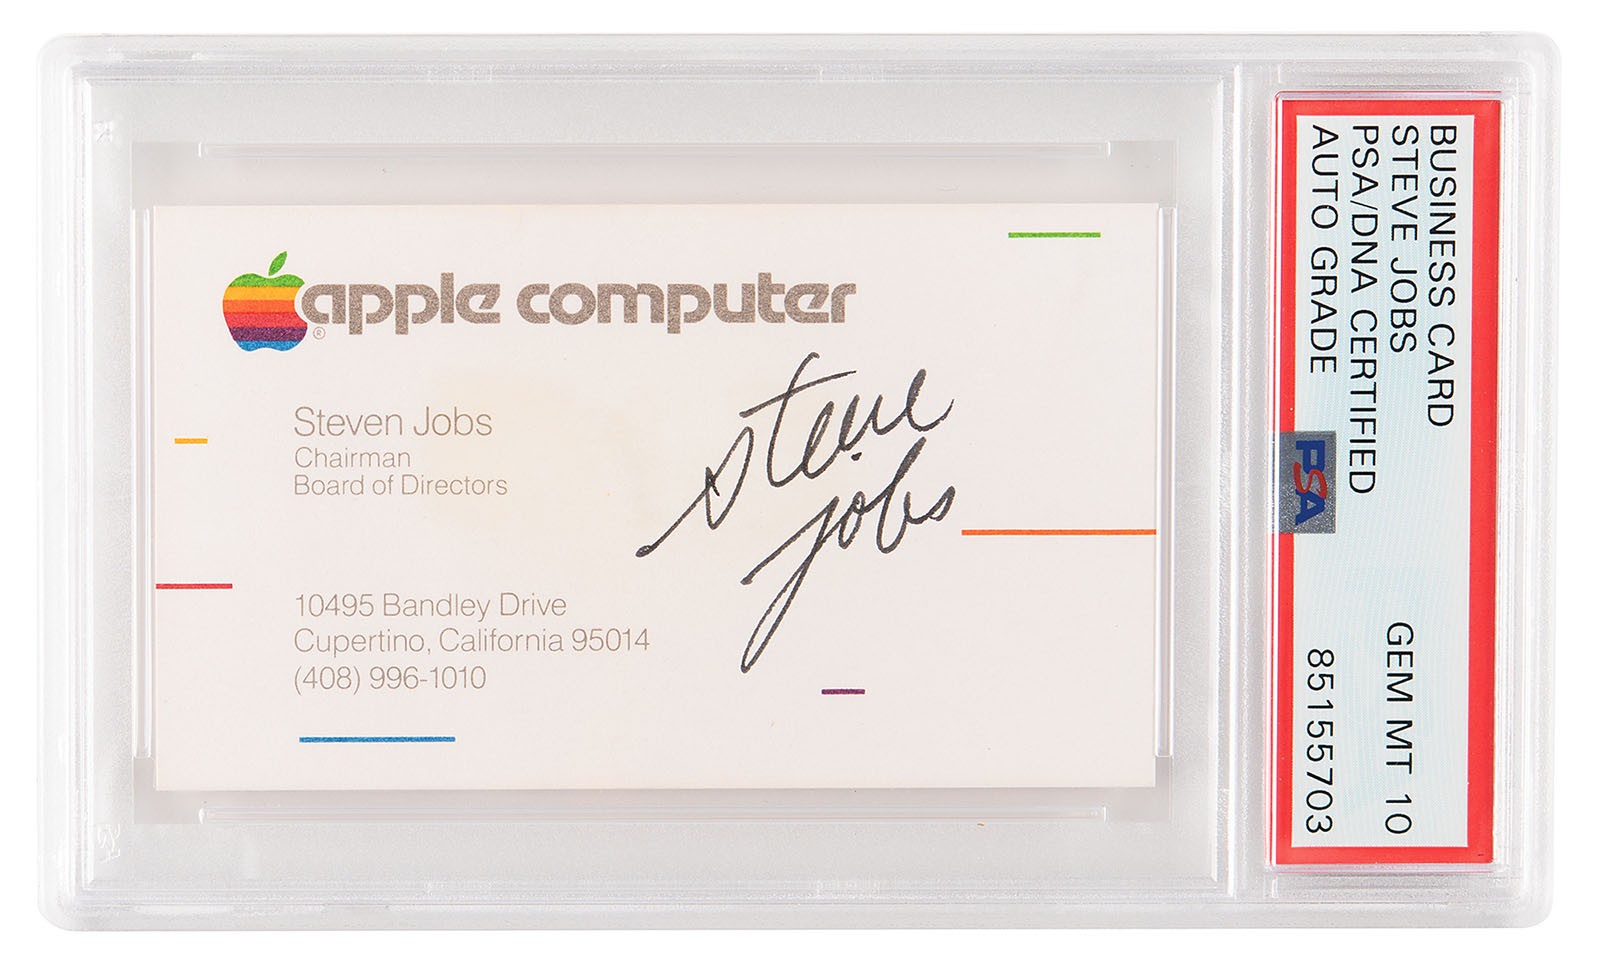 apple computer
®
Steven Jobs
Chairman
Board of Directors
10495 Bandley Drive
Cupertino, California 95014
(408) 996-1010
steve
jobs
BUSINESS CARD
STEVE JOBS
PSA/DNA CERTIFIED GEM MT 10
AUTO GRADE 85155703
PSA